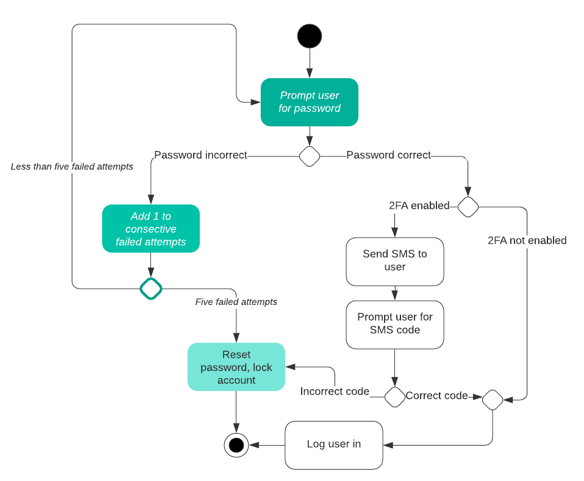 Prompt user
for password
Password incorrect
Password correct
Less than five failed attempts
2FA enabled
Add 1 to
consective
failed attempts
2FA not enabled
Send SMS to
user
Five failed attempts
Prompt user for
SMS code
Reset
password, lock
account
Incorrect code
Correct code
Log user in